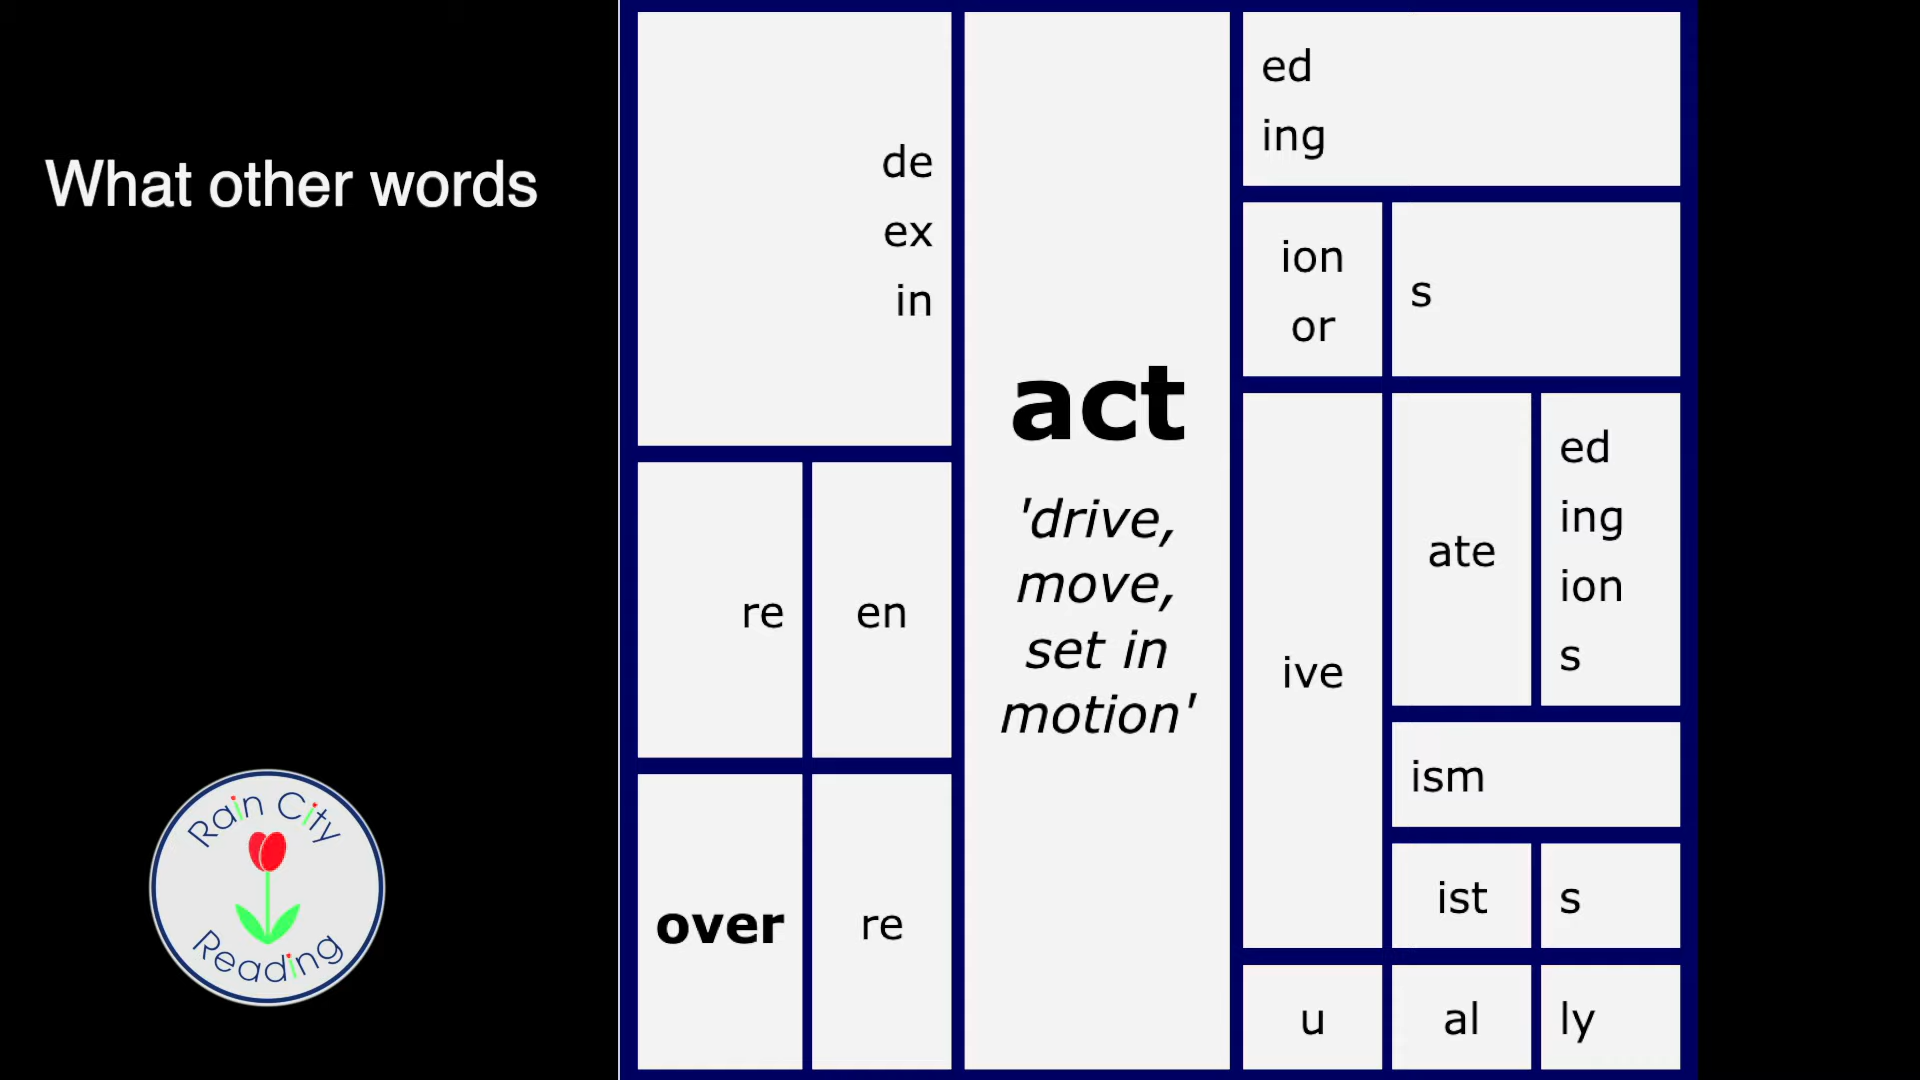 What other words
de
ex
in
re
en
over
re
act
'drive,
move,
set in
motion'
ed
ing
ion
or
s
ive
ate
ed
ing
ion
s
ism
ist
s
u
al
ly
Rain City
Reading